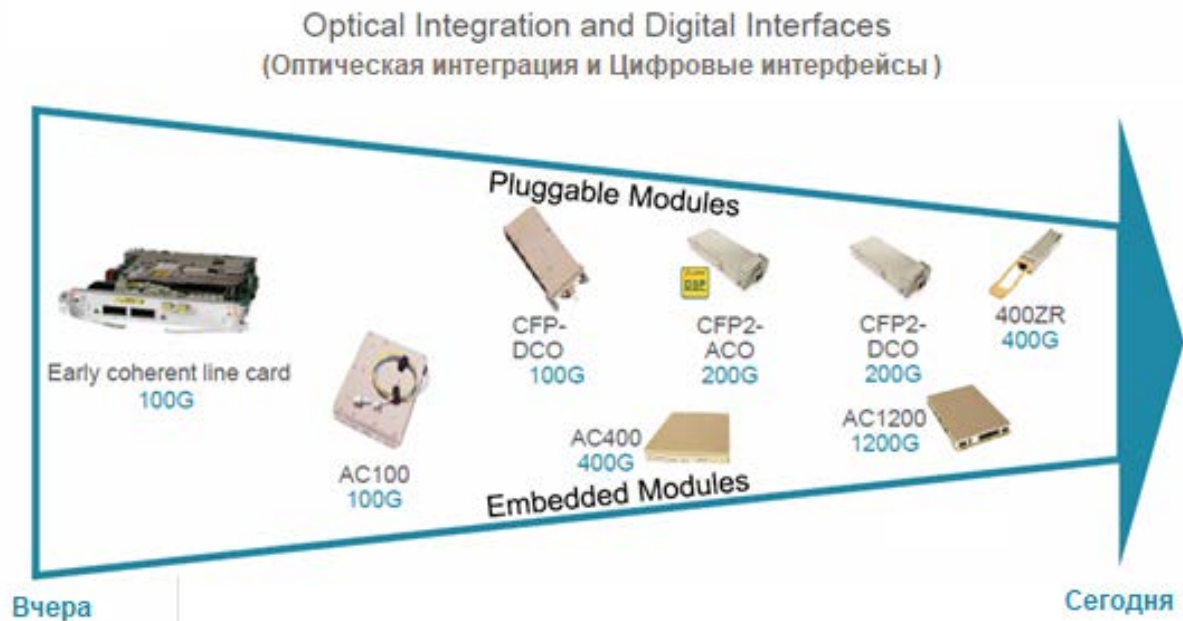 Optical Integration and Digital Interfaces
(Оптическая интеграция и Цифровые интерфейсы )
Pluggable Modules
Early coherent line card
100G
AC100
100G
CFP-
DCO
100G
DSP
CFP2-
ACO
200G
CFP2-
DCO
200G
400ZR
400G
AC400
400G
AC1200
1200G
Embedded Modules
Вчера
Сегодня